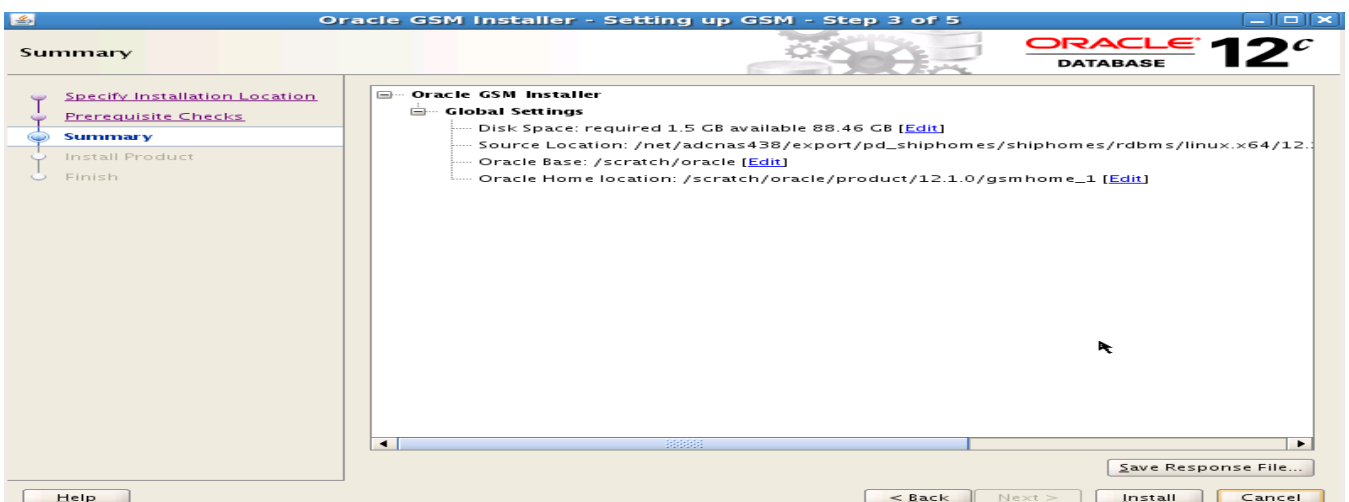 Oracle GSM Installer - Setting up GSM - Step 3 of 5
Summary
ORACLE DATABASE 12c
Specify Installation Location
Prerequisite Checks
Summary
Install Product
Finish
Oracle GSM Installer
Global Settings
Disk Space: required 1.5 GB available 88.46 GB [Edit]
Source Location: /net/adcnas438/export/pd_shiphomes/shiphomes/rdbms/linux.x64/12.
Oracle Base: /scratch/oracle [Edit]
Oracle Home location: /scratch/oracle/product/12.1.0/gsmhome_1 [Edit]
Save Response File...
Help
< Back
Next >
Install
Cancel